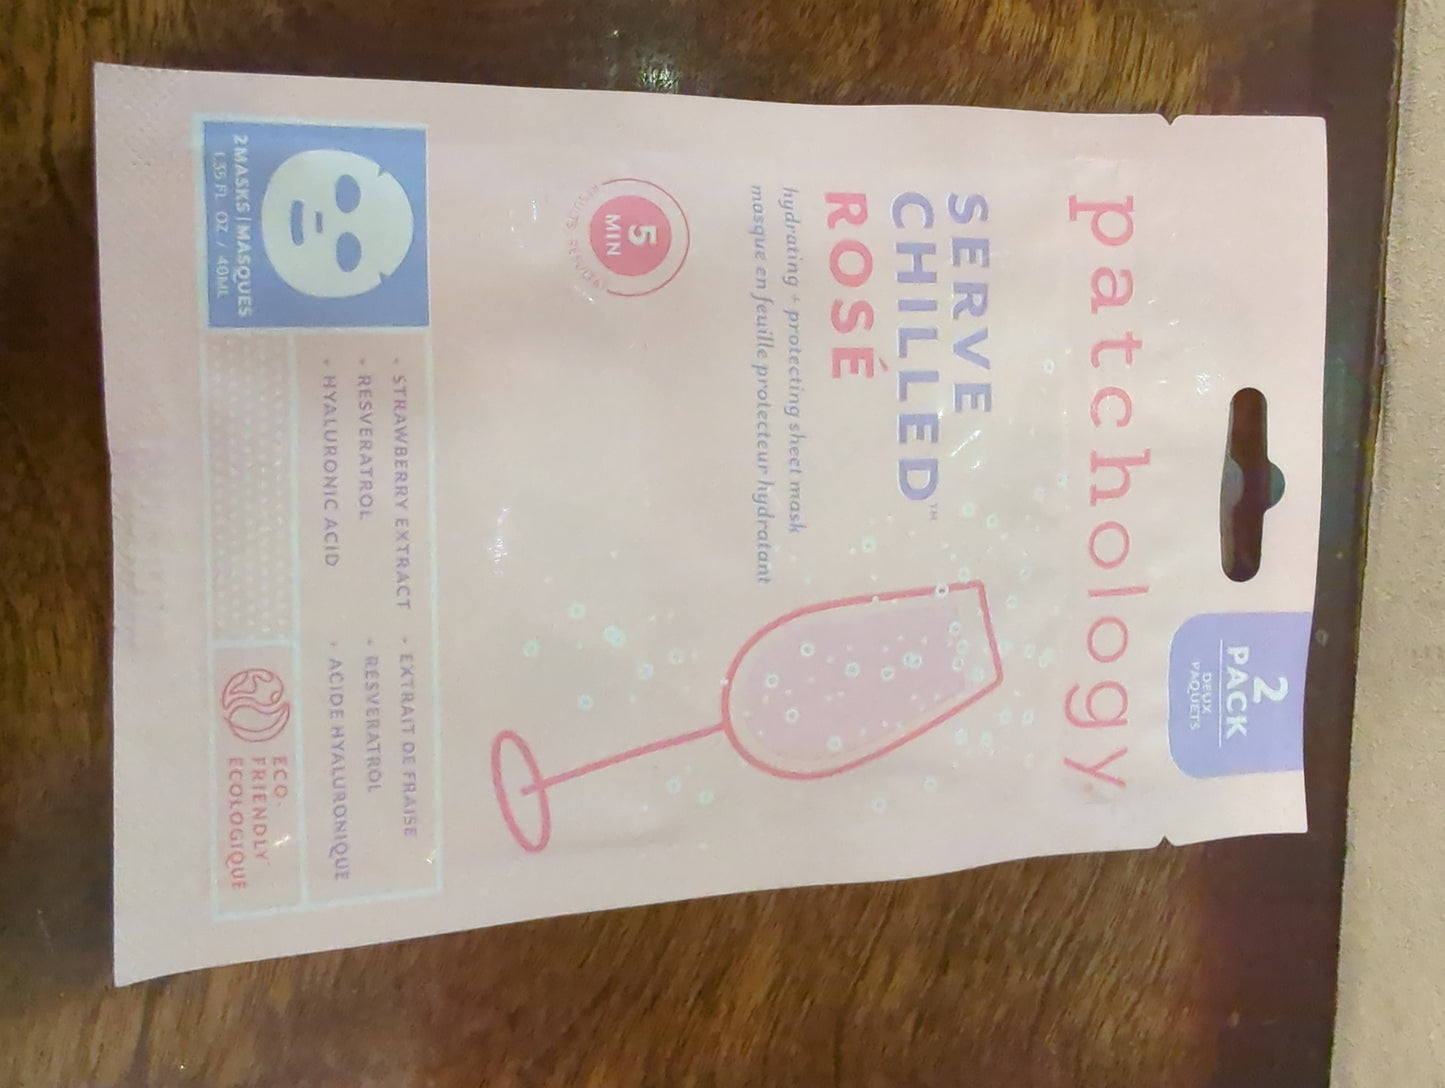 2
PACK
DEUX
PAQUETS
patchology
SERVE
CHILLED™
ROSÉ
hydrating + protecting sheet mask
masque en feuille protecteur hydratant
5
MIN
RESULTS RÉSULTAT
2 MASKS | MASQUES
1.35 FL OZ / 40ML
+ STRAWBERRY EXTRACT
+ RESVERATROL
+ HYALURONIC ACID
+ EXTRAIT DE FRAISE
+ RESVERATROL
+ ACIDE HYALURONIQUE
ECO-
FRIENDLY
ECOLOGIQUE